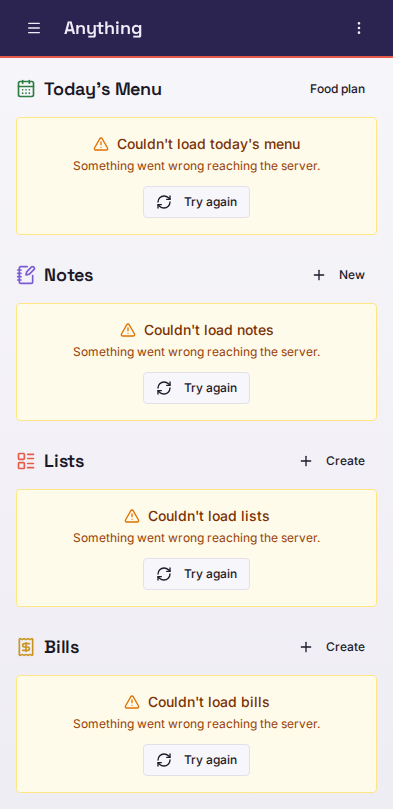 Anything
Today's Menu
Food plan
Couldn't load today's menu
Something went wrong reaching the server.
Try again
Notes
New
Couldn't load notes
Something went wrong reaching the server.
Try again
Lists
Create
Couldn't load lists
Something went wrong reaching the server.
Try again
Bills
Create
Couldn't load bills
Something went wrong reaching the server.
Try again